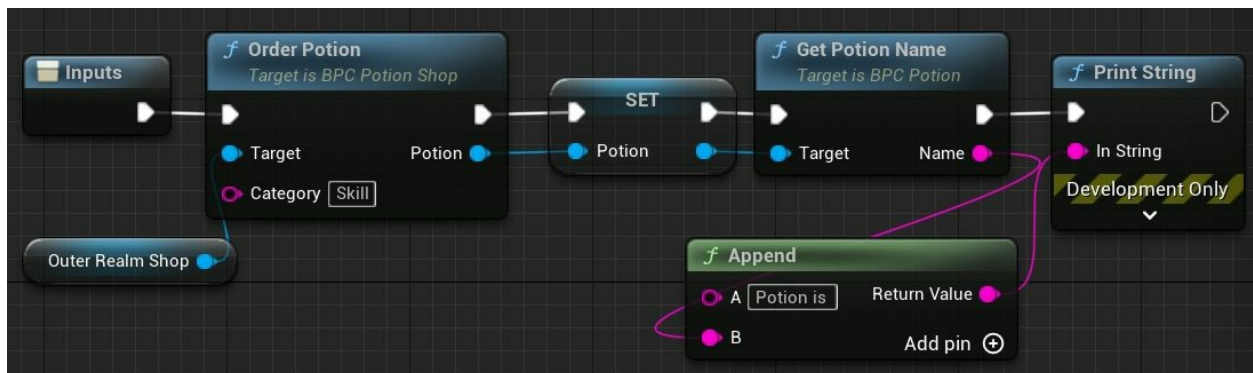 Inputs
f Order Potion
Target is BPC Potion Shop
Target
Potion
Category
Skill
Outer Realm Shop
SET
Potion
f Get Potion Name
Target is BPC Potion
Target
Name
f Append
A
Potion is
Return Value
B
Add pin
f Print String
In String
Development Only